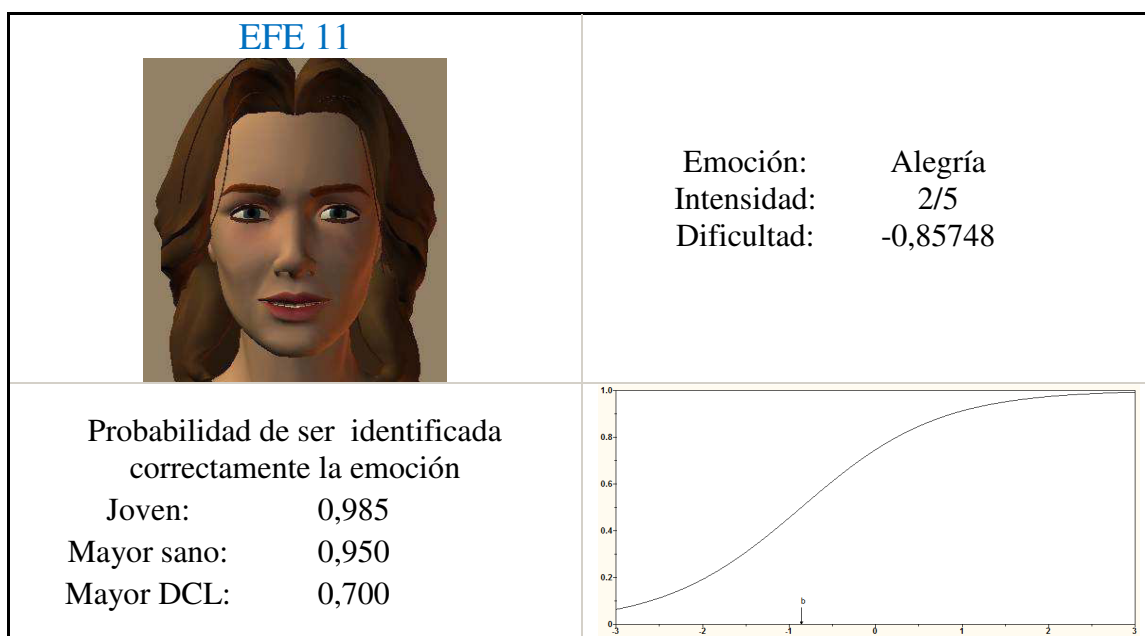 EFE 11
Emoción: Alegría
Intensidad: 2/5
Dificultad: -0,85748
Probabilidad de ser identificada
correctamente la emoción
Joven: 0,985
Mayor sano: 0,950
Mayor DCL: 0,700
1.0
0.8
0.6
0.4
0.2
0
b
-3 -2 -1 0 1 2 3